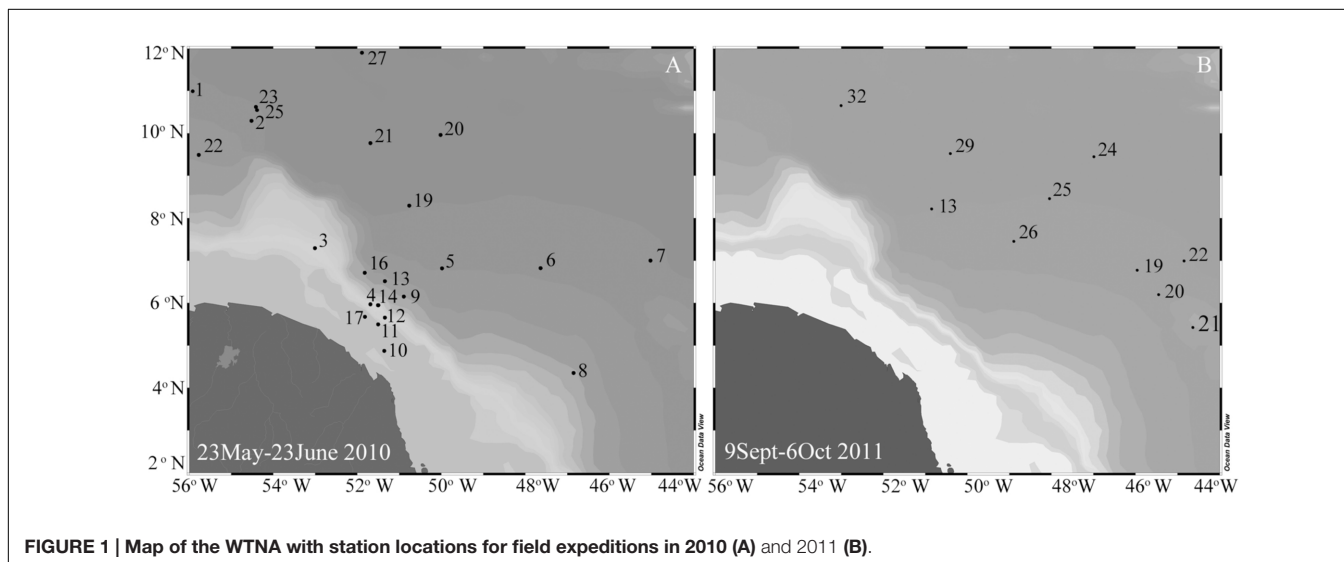 12° N
10° N
8° N
6° N
4° N
2° N
A
27
1
23
25
2
22
21
20
19
3
16
13
5
6
7
4
14
9
17
12
11
10
8
23May-23June 2010
56° W
54° W
52° W
50° W
48° W
46° W
44° W
Ocean Data View
B
32
29
24
13
25
26
22
19
20
21
9Sept-6Oct 2011
56° W
50° W
46° W
44° W
Ocean Data View
FIGURE 1 | Map of the WTNA with station locations for field expeditions in 2010 (A) and 2011 (B).